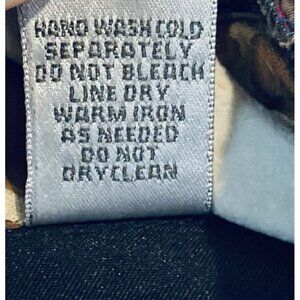 HAND WASH COLD
SEPARATELY
DO NOT BLEACH
LINE DRY
WARM IRON
AS NEEDED
DO NOT
DRYCLEAN